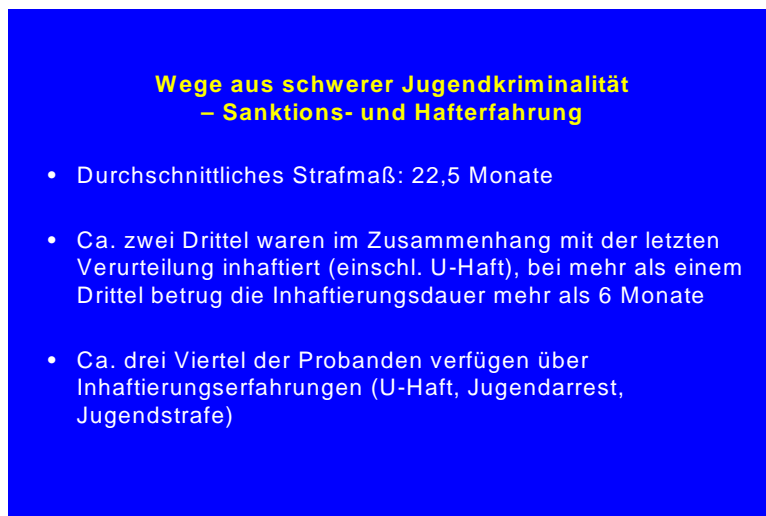 Wege aus schwerer Jugendkriminalität
– Sanktions- und Hafterfahrung
• Durchschnittliches Strafmaß: 22,5 Monate
• Ca. zwei Drittel waren im Zusammenhang mit der letzten
Verurteilung inhaftiert (einschl. U-Haft), bei mehr als einem
Drittel betrug die Inhaftierungsdauer mehr als 6 Monate
• Ca. drei Viertel der Probanden verfügen über
Inhaftierungserfahrungen (U-Haft, Jugendarrest,
Jugendstrafe)